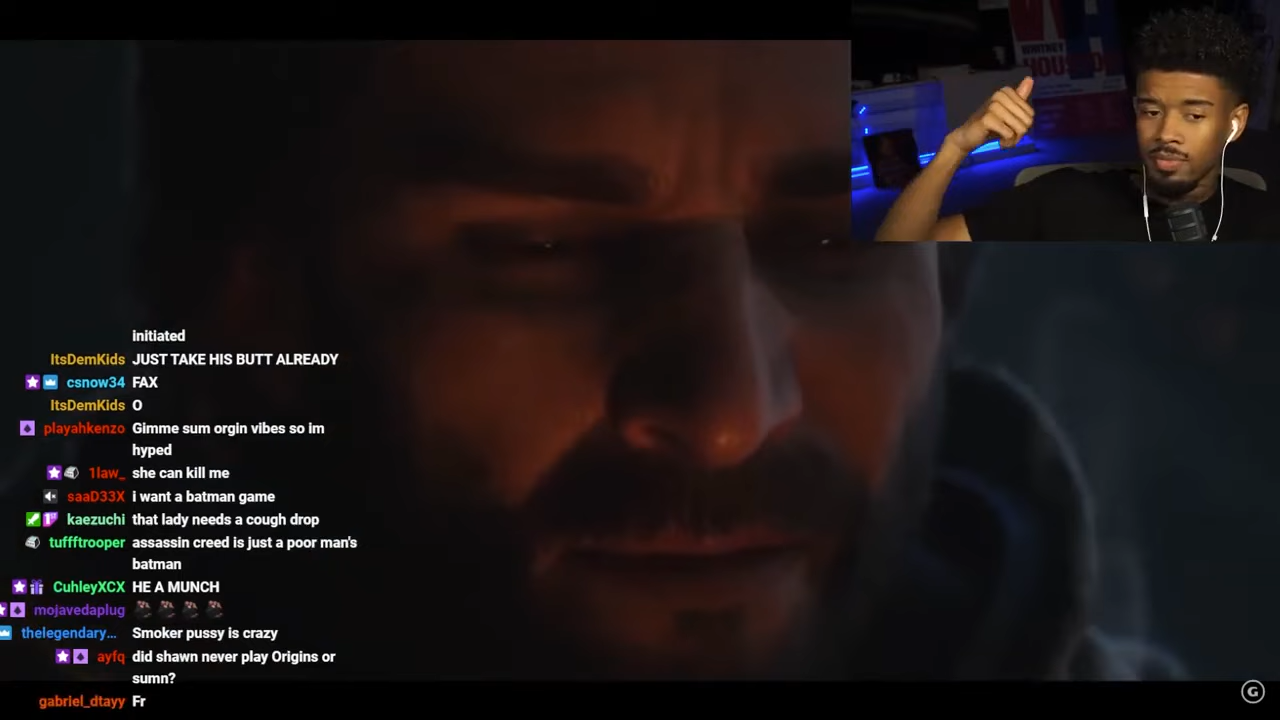 WHITNEY
HOUS
initiated
ItsDemKids JUST TAKE HIS BUTT ALREADY
csnow34 FAX
ItsDemKids O
playahkenzo Gimme sum orgin vibes so im
hyped
1law_ she can kill me
saaD33X i want a batman game
kaezuchi that lady needs a cough drop
tuffftrooper assassin creed is just a poor man's
batman
CuhleyXCX HE A MUNCH
mojavedaplug
thelegendary... Smoker pussy is crazy
ayfq did shawn never play Origins or
sumn?
gabriel_dtayy Fr
G